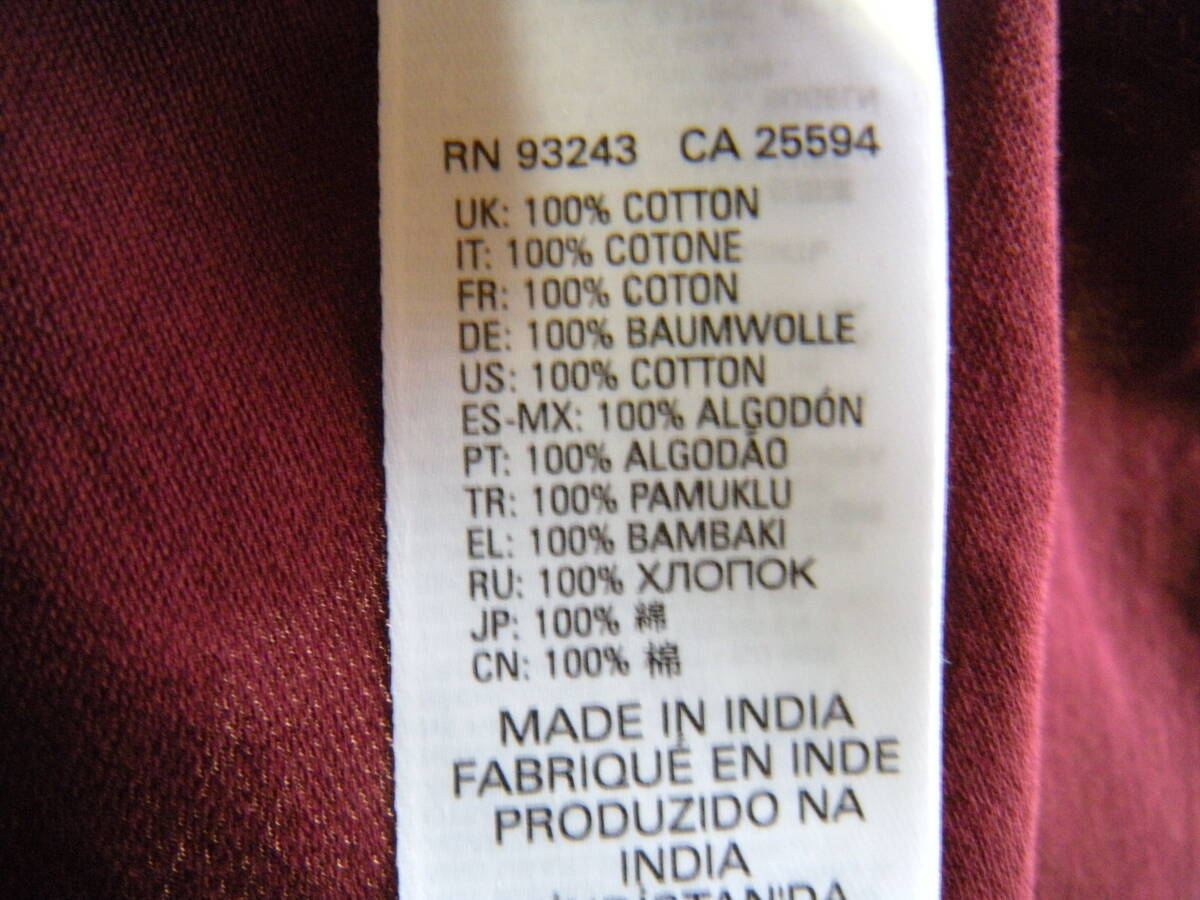 RN 93243 CA 25594
UK: 100% COTTON
IT: 100% COTONE
FR: 100% COTON
DE: 100% BAUMWOLLE
US: 100% COTTON
ES-MX: 100% ALGODÓN
PT: 100% ALGODÃO
TR: 100% PAMUKLU
EL: 100% BAMBAKI
RU: 100% ХЛОПОК
JP: 100% 綿
CN: 100% 棉
MADE IN INDIA
FABRIQUÉ EN INDE
PRODUZIDO NA
INDIA